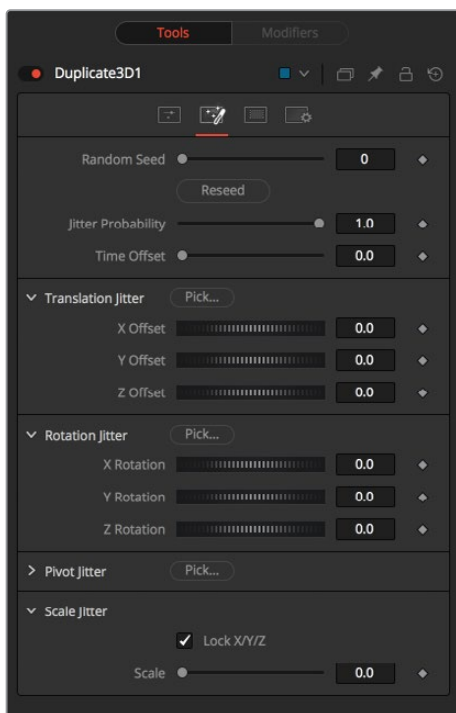 Tools Modifiers
Duplicate3D1
Random Seed 0
Reseed
Jitter Probability 1.0
Time Offset 0.0
Translation Jitter Pick...
X Offset 0.0
Y Offset 0.0
Z Offset 0.0
Rotation Jitter Pick...
X Rotation 0.0
Y Rotation 0.0
Z Rotation 0.0
Pivot Jitter Pick...
Scale Jitter
Lock X/Y/Z
Scale 0.0